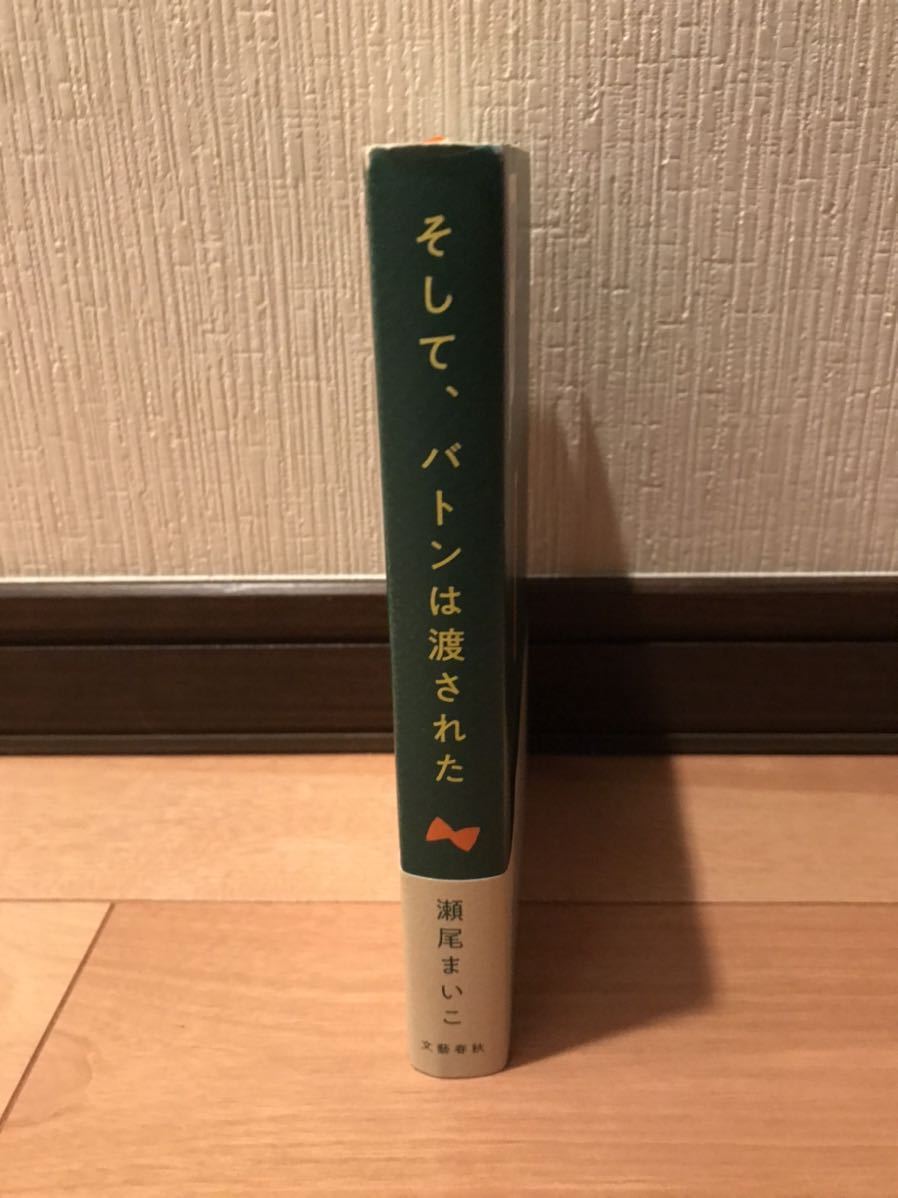 そして、バトンは渡された
瀬尾まいこ
文藝春秋